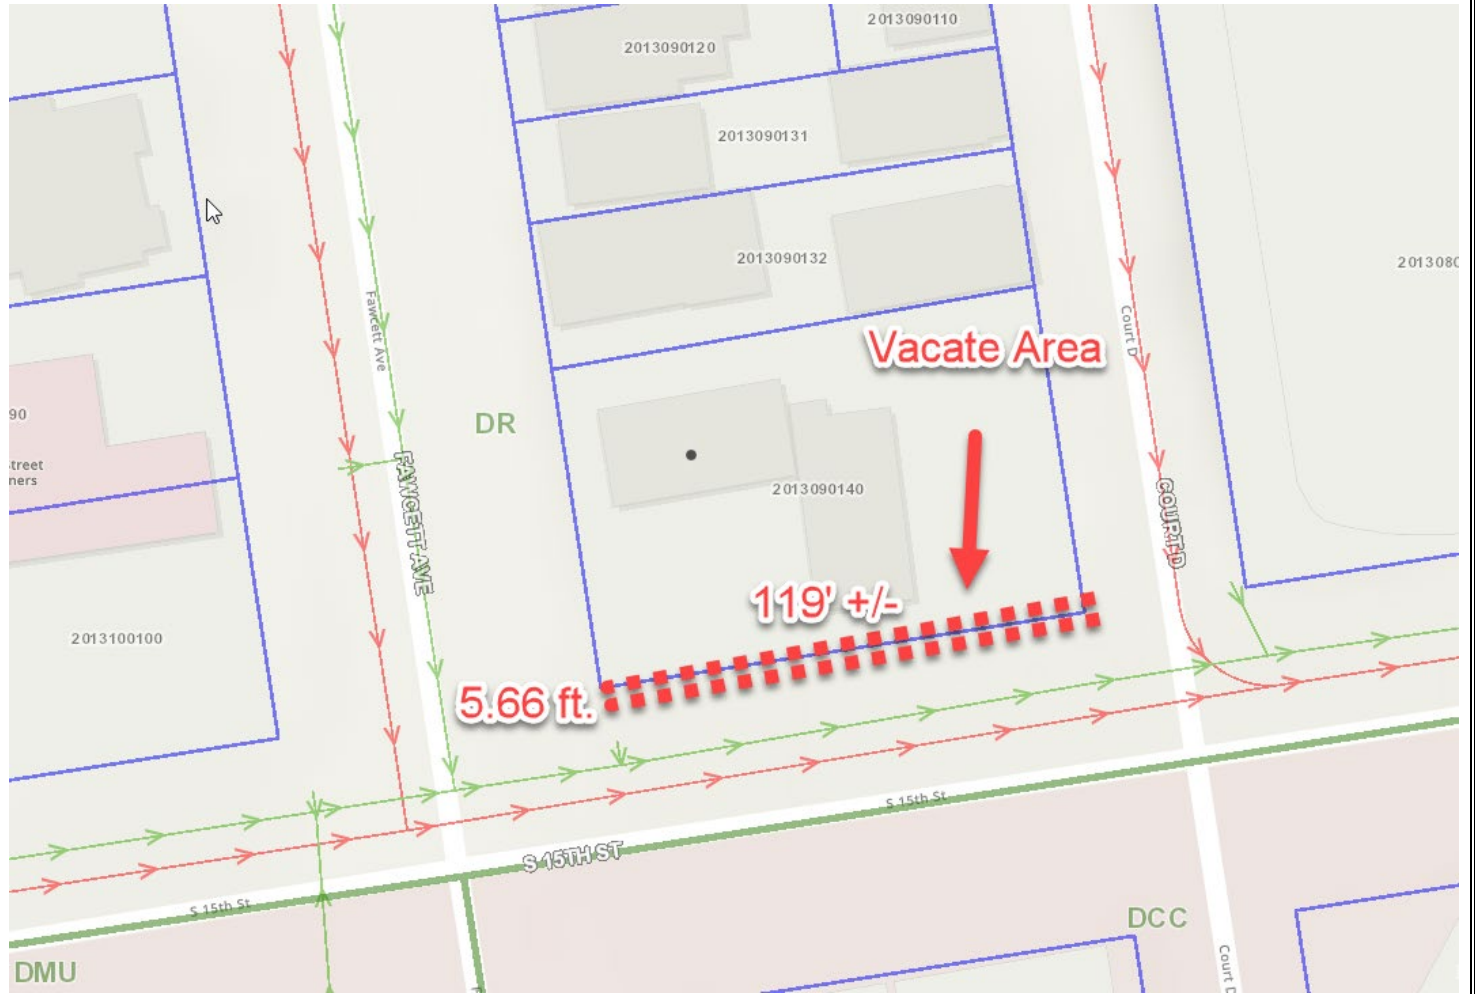 2013090110
2013090120
2013090131
2013090132
201308
Fawcett Ave
Court D
Vacate Area
90
DR
treet
ners
2013090140
FAWCETT AVE
COURT D
119' +/-
2013100100
5.66 ft.
S 15th St
S 15TH ST
S 15th St
DCC
DMU
Court D